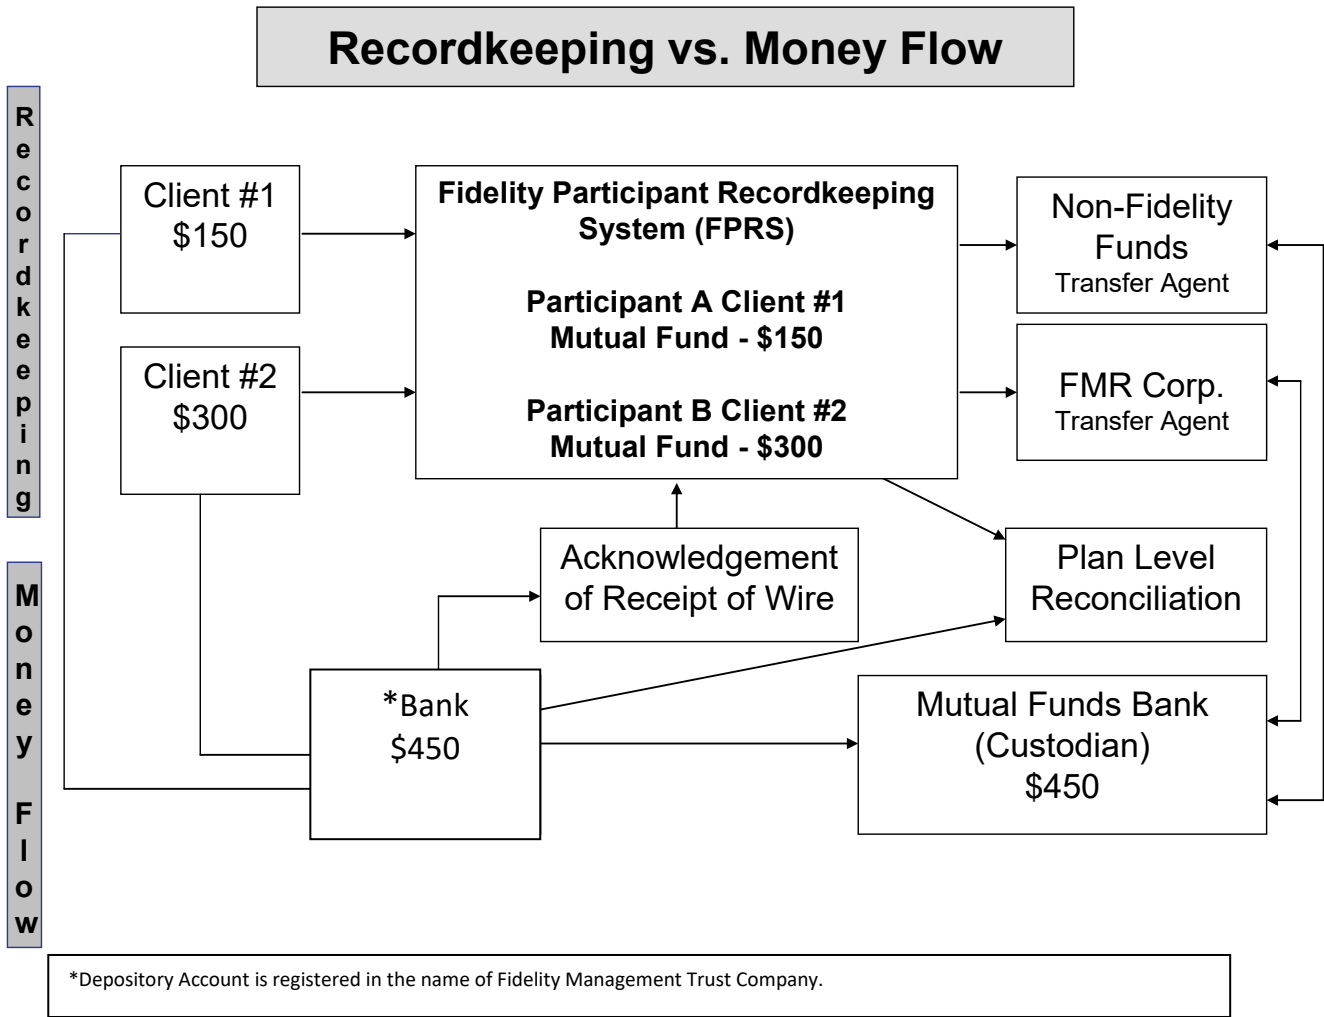 Recordkeeping vs. Money Flow
Recordkeeping
Client #1
$150
Fidelity Participant Recordkeeping
System (FPRS)
Participant A Client #1
Mutual Fund - $150
Participant B Client #2
Mutual Fund - $300
Non-Fidelity
Funds
Transfer Agent
Client #2
$300
FMR Corp.
Transfer Agent
Acknowledgement
of Receipt of Wire
Plan Level
Reconciliation
Money Flow
*Bank
$450
Mutual Funds Bank
(Custodian)
$450
*Depository Account is registered in the name of Fidelity Management Trust Company.